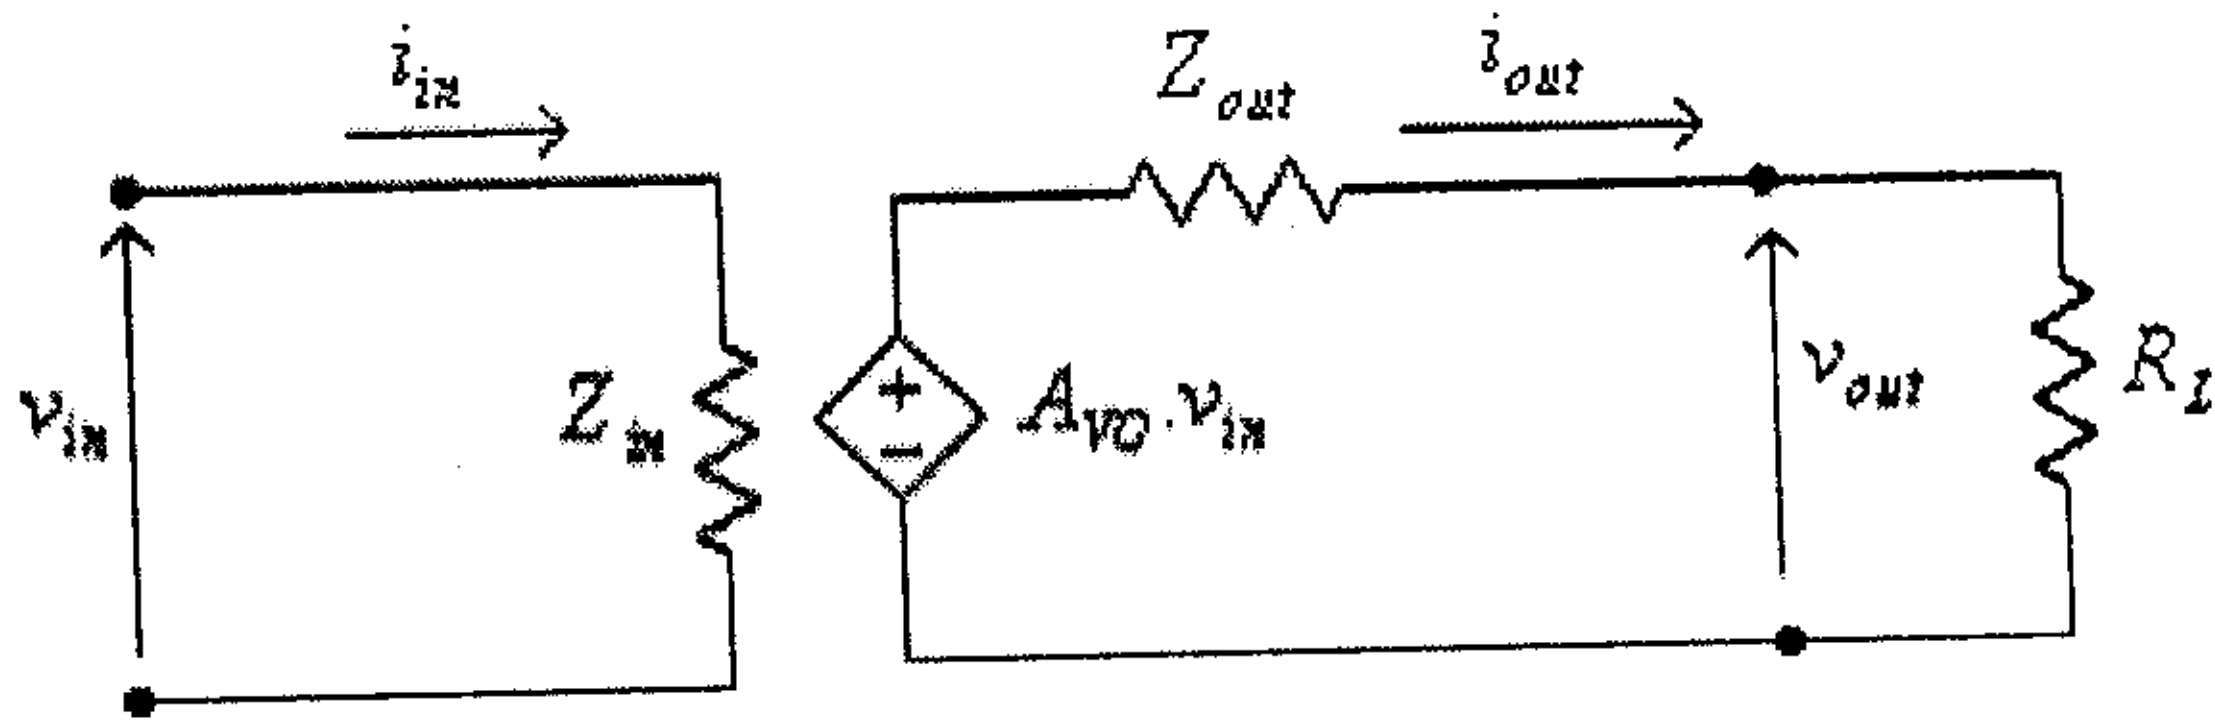 i_in
Z_out
i_out
v_in
Z_in
+
−
A_VO · v_in
v_out
R_L